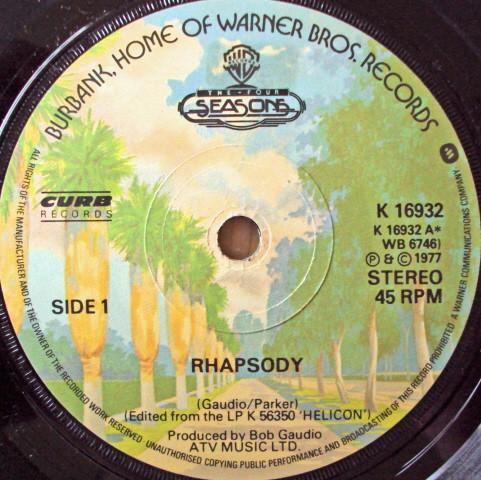 BURBANK, HOME OF WARNER BROS. RECORDS
THE • FOUR
SEASONS
CURB
RECORDS
K 16932
K 16932 A*
WB 6746)
Ⓟ & © 1977
STEREO
45 RPM
SIDE 1
RHAPSODY
(Gaudio/Parker)
(Edited from the LP K 56350 'HELICON')
Produced by Bob Gaudio
ATV MUSIC LTD.
ALL RIGHTS OF THE MANUFACTURER AND OF THE OWNER OF THE RECORDED WORK RESERVED UNAUTHORISED COPYING PUBLIC PERFORMANCE AND BROADCASTING OF THIS RECORD PROHIBITED A WARNER COMMUNICATIONS COMPANY